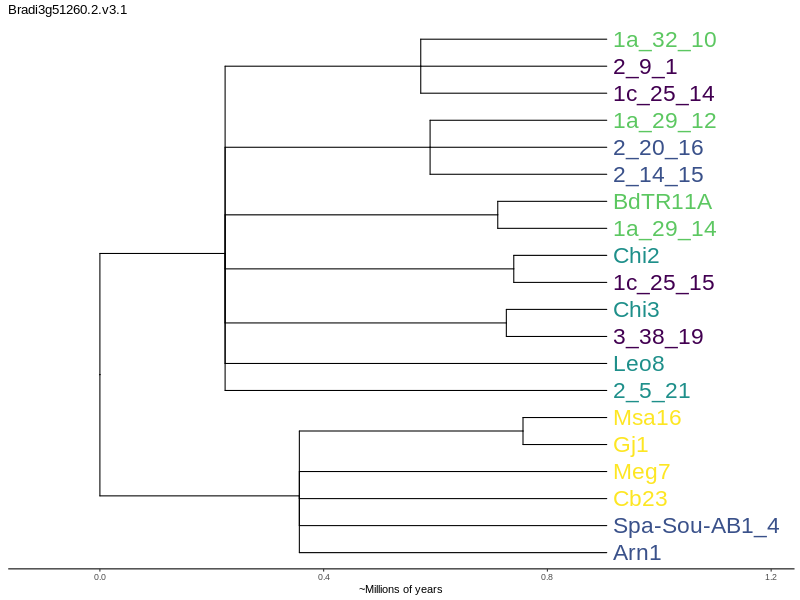 Bradi3g51260.2.v3.1
1a_32_10
2_9_1
1c_25_14
1a_29_12
2_20_16
2_14_15
BdTR11A
1a_29_14
Chi2
1c_25_15
Chi3
3_38_19
Leo8
2_5_21
Msa16
Gj1
Meg7
Cb23
Spa-Sou-AB1_4
Arn1
0.0 0.4 0.8 1.2
~Millions of years